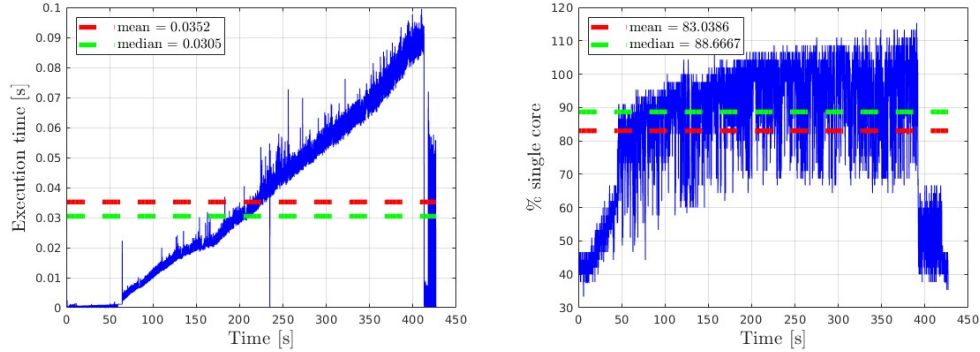 mean = 0.0352
median = 0.0305
0.1
0.09
0.08
0.07
0.06
0.05
0.04
0.03
0.02
0.01
0
Execution time [s]
0 50 100 150 200 250 300 350 400 450
Time [s]
mean = 83.0386
median = 88.6667
120
110
100
90
80
70
60
50
40
30
% single core
0 50 100 150 200 250 300 350 400 450
Time [s]